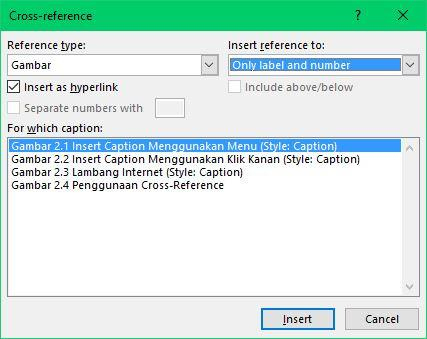 Cross-reference
Reference type:
Insert reference to:
Gambar
Only label and number
Insert as hyperlink
Include above/below
Separate numbers with
For which caption:
Gambar 2.1 Insert Caption Menggunakan Menu (Style: Caption)
Gambar 2.2 Insert Caption Menggunakan Klik Kanan (Style: Caption)
Gambar 2.3 Lambang Internet (Style: Caption)
Gambar 2.4 Penggunaan Cross-Reference
Insert
Cancel